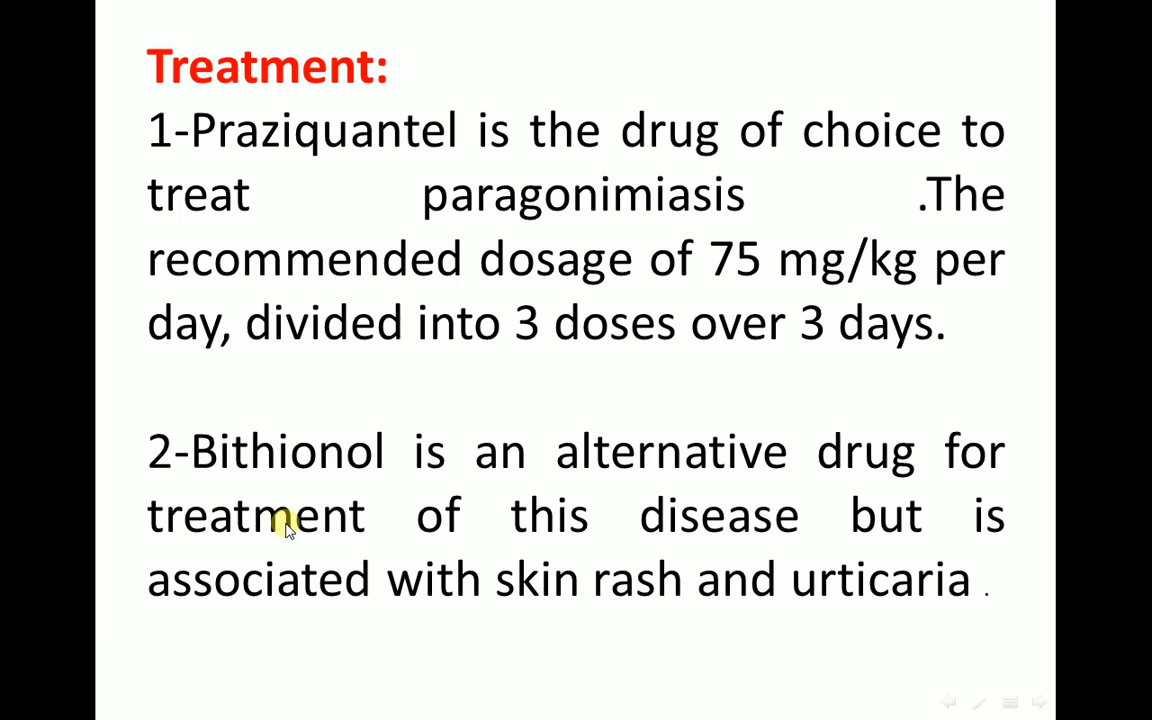 Treatment:
1-Praziquantel is the drug of choice to
treat paragonimiasis .The
recommended dosage of 75 mg/kg per
day, divided into 3 doses over 3 days.
2-Bithionol is an alternative drug for
treatment of this disease but is
associated with skin rash and urticaria .